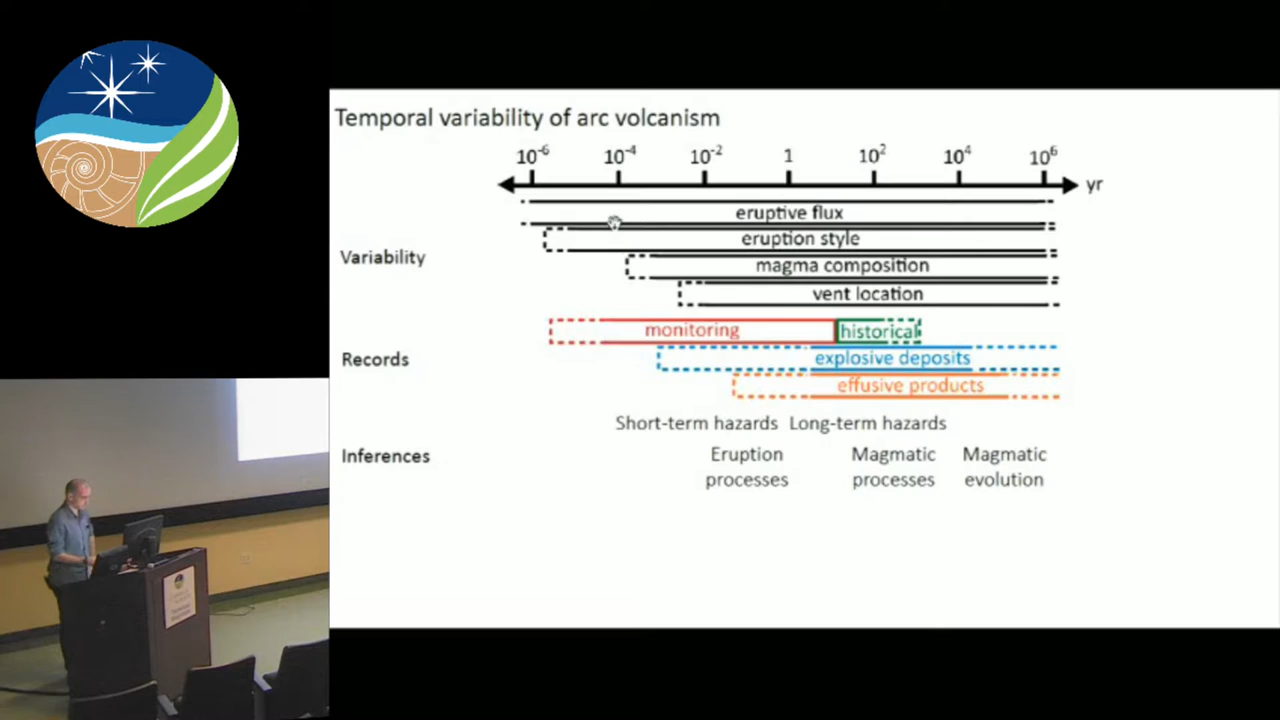 Temporal variability of arc volcanism
10-6 10-4 10-2 1 102 104 106
yr
eruptive flux
eruption style
Variability
magma composition
vent location
monitoring historical
Records
explosive deposits
effusive products
Short-term hazards Long-term hazards
Inferences
Eruption Magmatic Magmatic
processes processes evolution